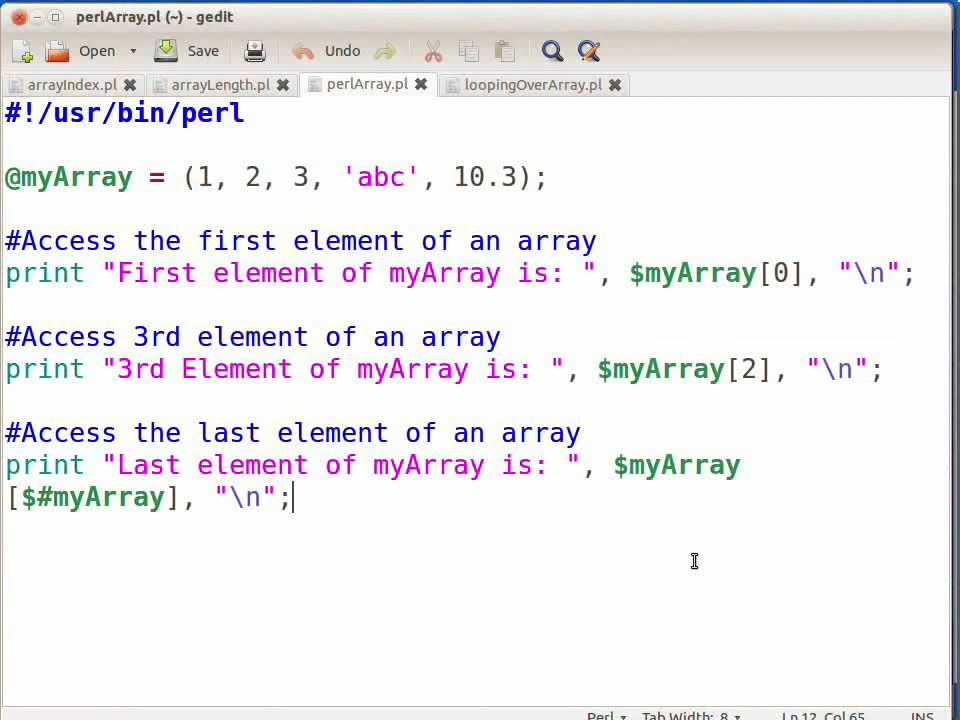 perlArray.pl (~) - gedit
Open Save Undo
arrayIndex.pl arrayLength.pl perlArray.pl loopingOverArray.pl
#!/usr/bin/perl
@myArray = (1, 2, 3, 'abc', 10.3);
#Access the first element of an array
print "First element of myArray is: ", $myArray[0], "\n";
#Access 3rd element of an array
print "3rd Element of myArray is: ", $myArray[2], "\n";
#Access the last element of an array
print "Last element of myArray is: ", $myArray
[$#myArray], "\n";
Perl Tab Width: 8 Ln 12, Col 65 INS